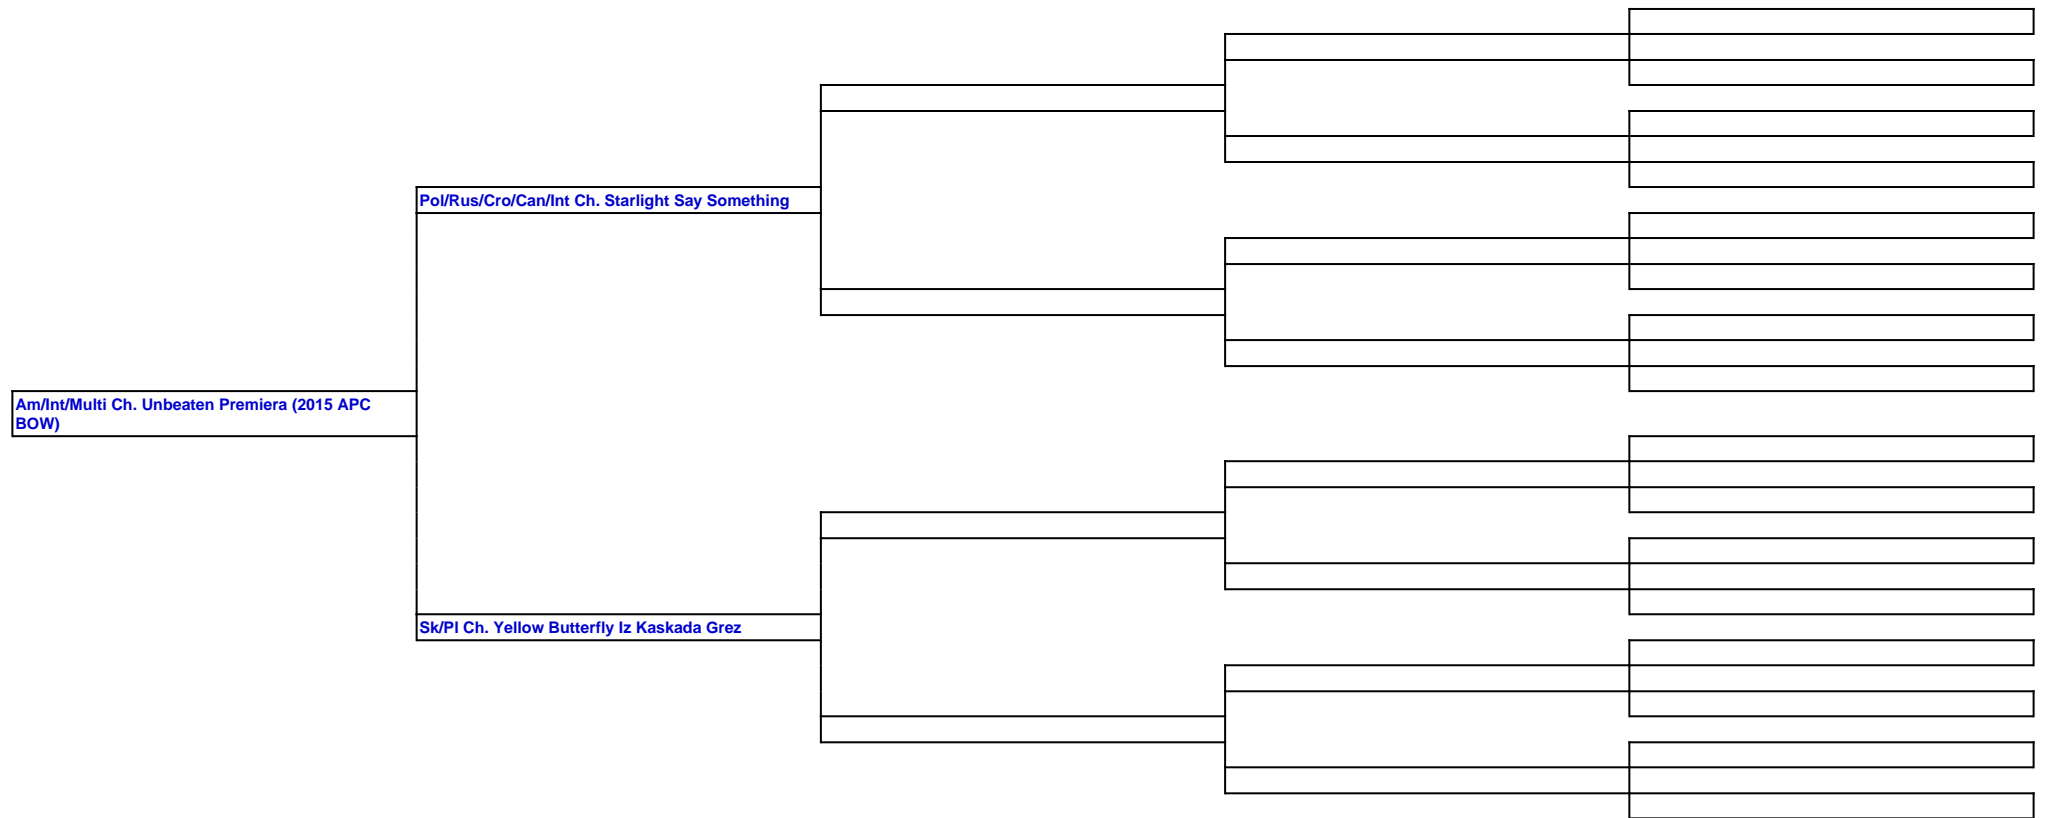 Pol/Rus/Cro/Can/Int Ch. Starlight Say Something
Am/Int/Multi Ch. Unbeaten Premiera (2015 APC
BOW)
Sk/Pl Ch. Yellow Butterfly Iz Kaskada Grez